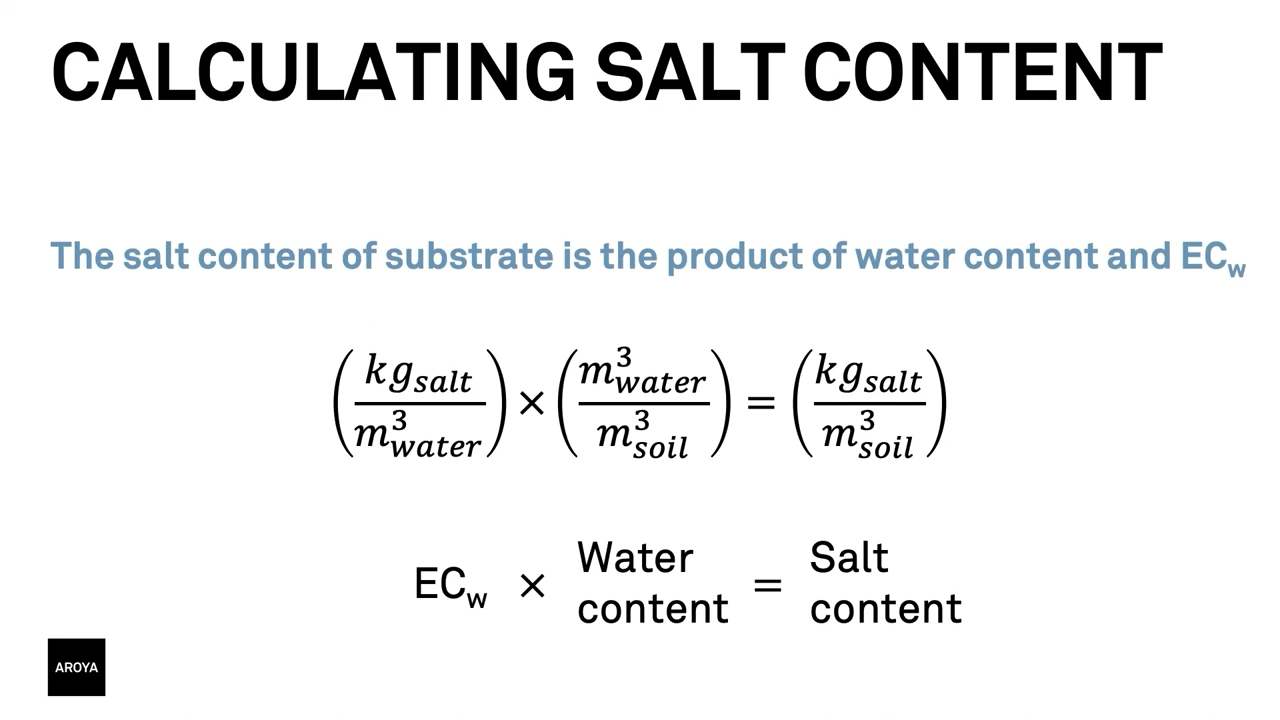 CALCULATING SALT CONTENT
The salt content of substrate is the product of water content and EC_w
(kg_salt / m³_water) × (m³_water / m³_soil) = (kg_salt / m³_soil)
EC_w × Water content = Salt content
AROYA